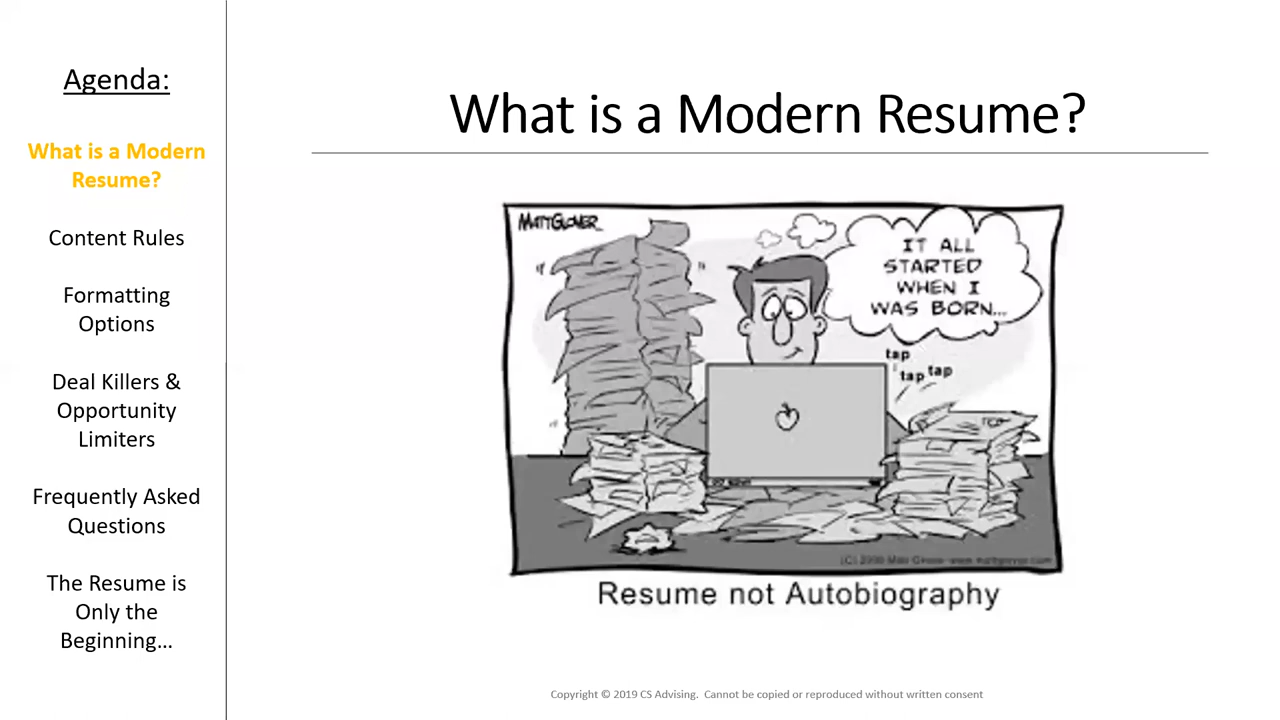 Agenda:
What is a Modern
Resume?
Content Rules
Formatting
Options
Deal Killers &
Opportunity
Limiters
Frequently Asked
Questions
The Resume is
Only the
Beginning...
What is a Modern Resume?
MATT GLOVER
IT ALL
STARTED
WHEN I
WAS BORN...
tap
tap tap
Resume not Autobiography
Copyright © 2019 CS Advising. Cannot be copied or reproduced without written consent